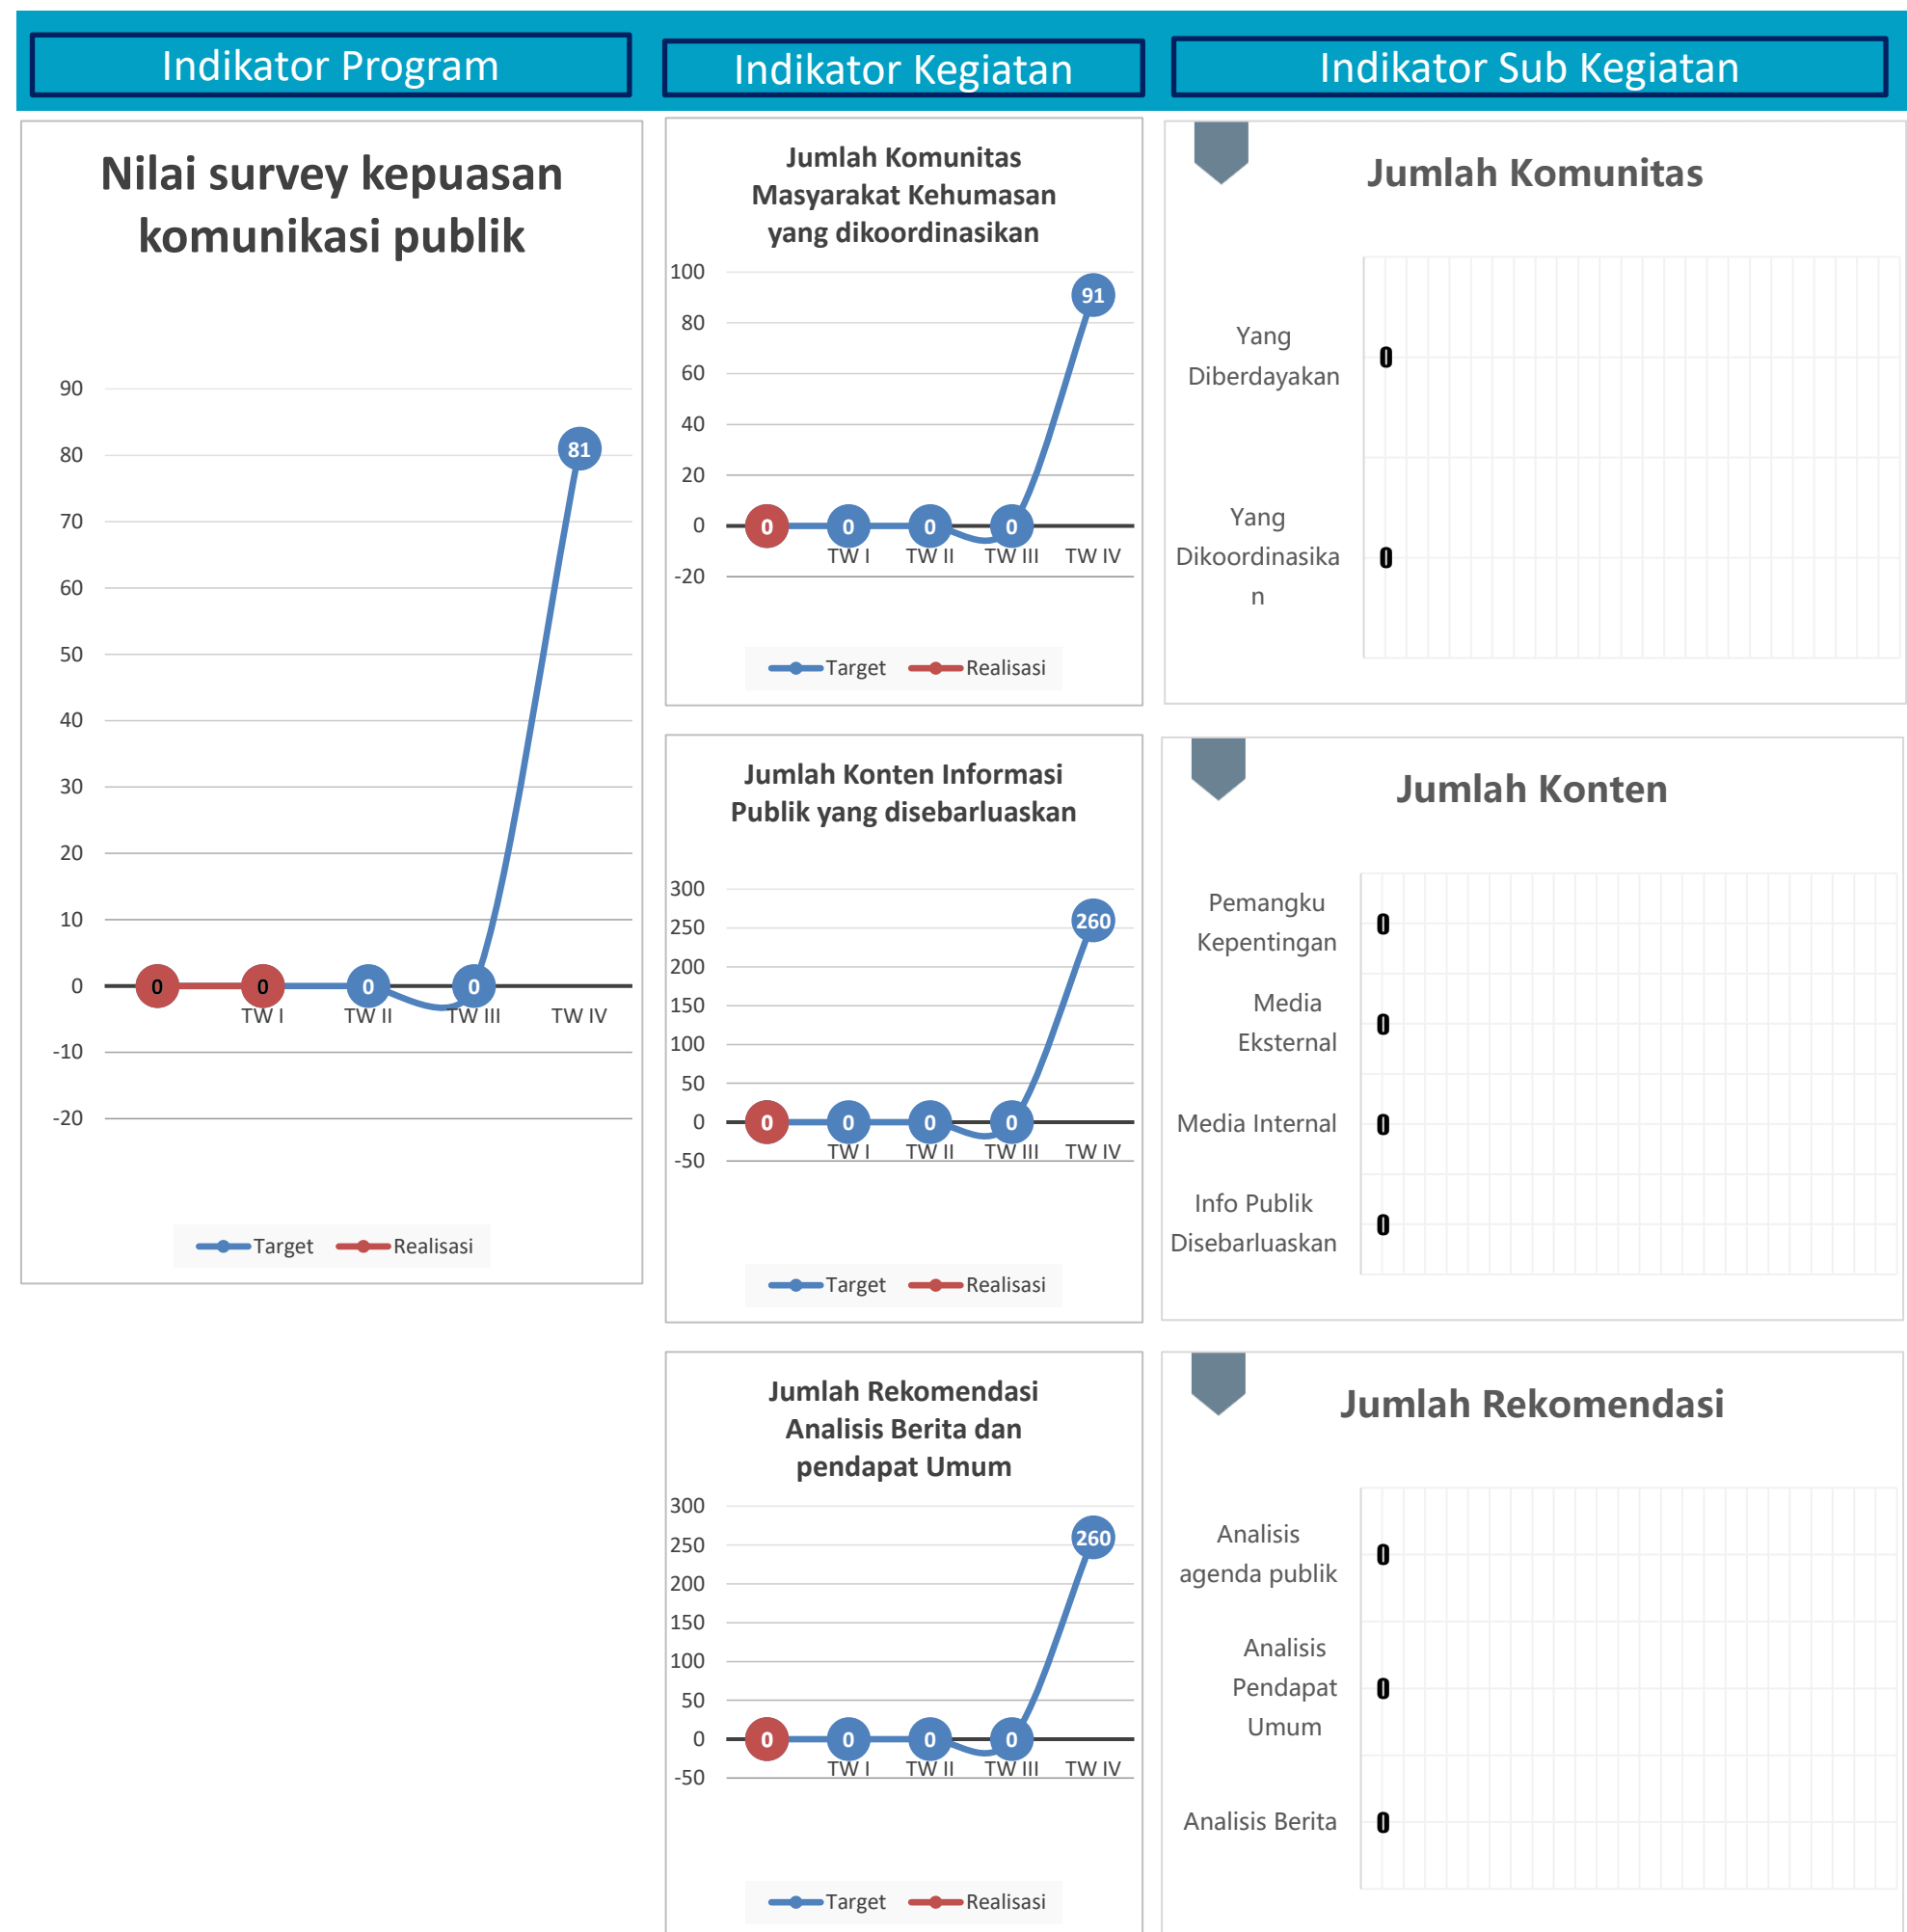 Indikator Program
Indikator Kegiatan
Indikator Sub Kegiatan
Nilai survey kepuasan
komunikasi publik
90
80
70
60
50
40
30
20
10
0
-10
-20
81
0
0
0
0
TW I
TW II
TW III
TW IV
Target
Realisasi
Jumlah Komunitas
Masyarakat Kehumasan
yang dikoordinasikan
100
80
60
40
20
0
-20
91
0
0
0
0
TW I
TW II
TW III
TW IV
Target
Realisasi
Jumlah Komunitas
Yang
Diberdayakan
0
Yang
Dikoordinasika
n
0
Jumlah Konten Informasi
Publik yang disebarluaskan
300
250
200
150
100
50
0
-50
260
0
0
0
0
TW I
TW II
TW III
TW IV
Target
Realisasi
Jumlah Konten
Pemangku
Kepentingan
0
Media
Eksternal
0
Media Internal
0
Info Publik
Disebarluaskan
0
Jumlah Rekomendasi
Analisis Berita dan
pendapat Umum
300
250
200
150
100
50
0
-50
260
0
0
0
0
TW I
TW II
TW III
TW IV
Target
Realisasi
Jumlah Rekomendasi
Analisis
agenda publik
0
Analisis
Pendapat
Umum
0
Analisis Berita
0